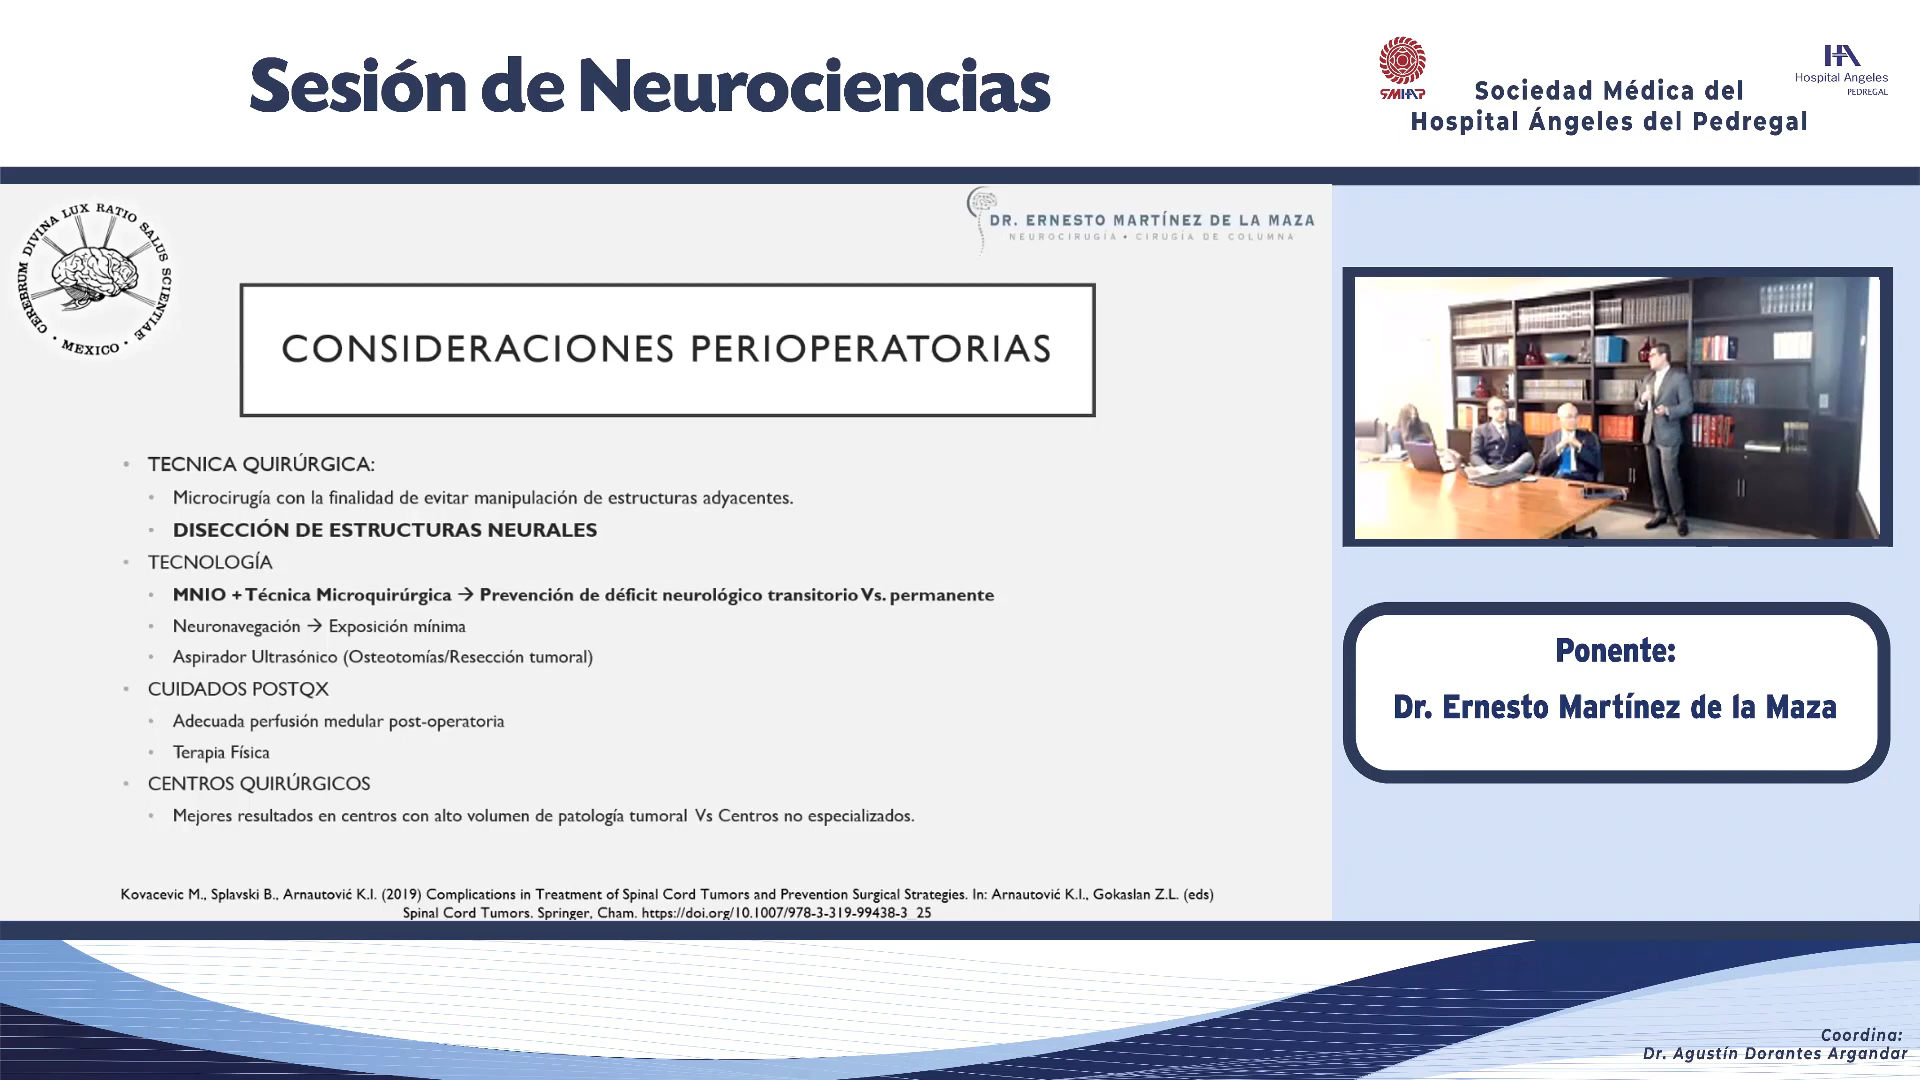 Sesión de Neurociencias
SMHAP
Sociedad Médica del
Hospital Ángeles del Pedregal
HA
Hospital Angeles
PEDREGAL
CEREBRUM DIVINA LUX RATIO SALUS SCIENTIAE
• MEXICO •
DR. ERNESTO MARTÍNEZ DE LA MAZA
NEUROCIRUGÍA • CIRUGÍA DE COLUMNA
CONSIDERACIONES PERIOPERATORIAS
• TECNICA QUIRÚRGICA:
• Microcirugía con la finalidad de evitar manipulación de estructuras adyacentes.
• DISECCIÓN DE ESTRUCTURAS NEURALES
• TECNOLOGÍA
• MNIO + Técnica Microquirúrgica → Prevención de déficit neurológico transitorio Vs. permanente
• Neuronavegación → Exposición mínima
• Aspirador Ultrasónico (Osteotomías/Resección tumoral)
• CUIDADOS POSTQX
• Adecuada perfusión medular post-operatoria
• Terapia Física
• CENTROS QUIRÚRGICOS
• Mejores resultados en centros con alto volumen de patología tumoral Vs Centros no especializados.
Kovacevic M., Splavski B., Arnautović K.I. (2019) Complications in Treatment of Spinal Cord Tumors and Prevention Surgical Strategies. In: Arnautović K.I., Gokaslan Z.L. (eds)
Spinal Cord Tumors. Springer, Cham. https://doi.org/10.1007/978-3-319-99438-3_25
Ponente:
Dr. Ernesto Martínez de la Maza
Coordina:
Dr. Agustín Dorantes Argandar